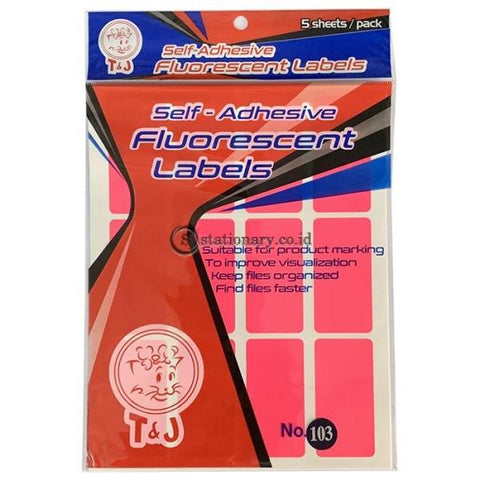 5 sheets / pack
Self-Adhesive
Fluorescent Labels
T&J
Self - Adhesive
Fluorescent
Labels
Systationary.co.id
Suitable for product marking
To improve visualization
Keep files organized
Find files faster
T&J
No. 103